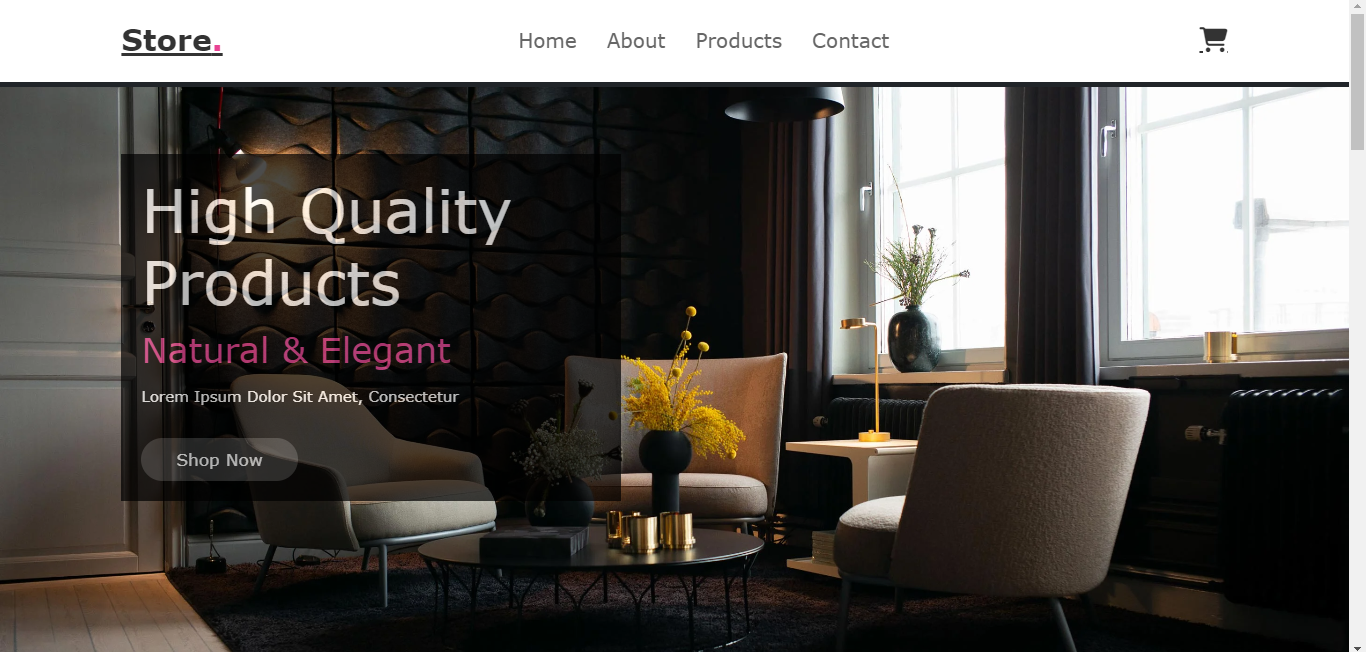 Store.
Home About Products Contact
High Quality
Products
Natural & Elegant
Lorem Ipsum Dolor Sit Amet, Consectetur
Shop Now